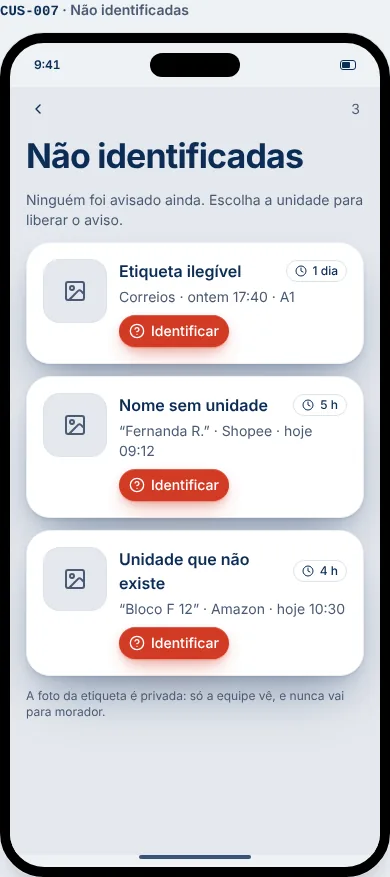 CUS-007 · Não identificadas
9:41
3
Não identificadas
Ninguém foi avisado ainda. Escolha a unidade para
liberar o aviso.
Etiqueta ilegível
1 dia
Correios · ontem 17:40 · A1
Identificar
Nome sem unidade
5 h
“Fernanda R.” · Shopee · hoje
09:12
Identificar
Unidade que não
existe
4 h
“Bloco F 12” · Amazon · hoje 10:30
Identificar
A foto da etiqueta é privada: só a equipe vê, e nunca vai
para morador.